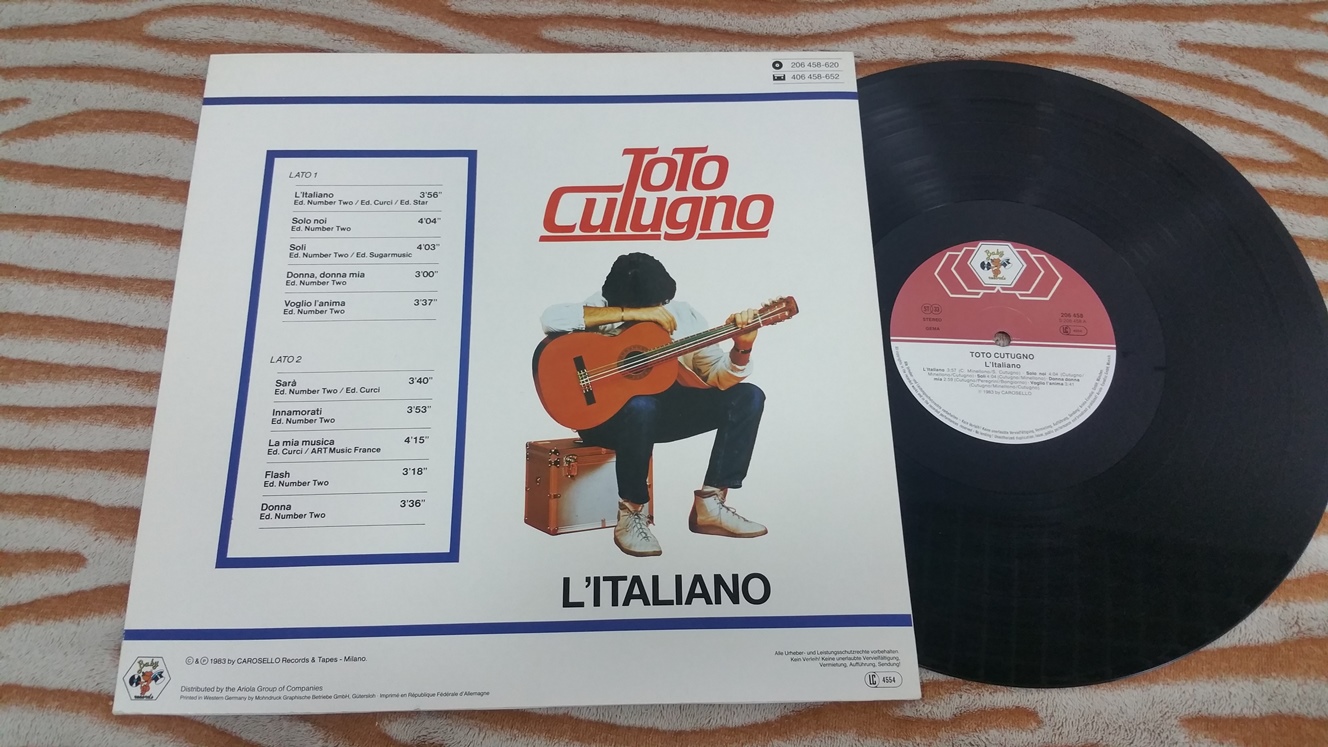 206 458-620
406 458-652
LATO 1
L'Italiano 3'56"
Ed. Number Two / Ed. Curci / Ed. Star
Solo noi 4'04"
Ed. Number Two
Soli 4'03"
Ed. Number Two / Ed. Sugarmusic
Donna, donna mia 3'00"
Ed. Number Two
Voglio l'anima 3'37"
Ed. Number Two
LATO 2
Sarà 3'40"
Ed. Number Two / Ed. Curci
Innamorati 3'53"
Ed. Number Two
La mia musica 4'15"
Ed. Curci / ART Music France
Flash 3'18"
Ed. Number Two
Donna 3'36"
Ed. Number Two
TOTO
CUTUGNO
L'ITALIANO
Baby
© & ℗ 1983 by CAROSELLO Records & Tapes - Milano.
Distributed by the Ariola Group of Companies
Printed in Western Germany by Mohndruck Graphische Betriebe GmbH, Gütersloh · Imprimé en République Fédérale d'Allemagne
Alle Urheber- und Leistungsschutzrechte vorbehalten.
Kein Verleih! Keine unerlaubte Vervielfältigung,
Vermietung, Aufführung, Sendung!
LC 4554
Baby
STEREO
GEMA
206 458
LC
TOTO CUTUGNO
L'Italiano
℗ 1983 by CAROSELLO